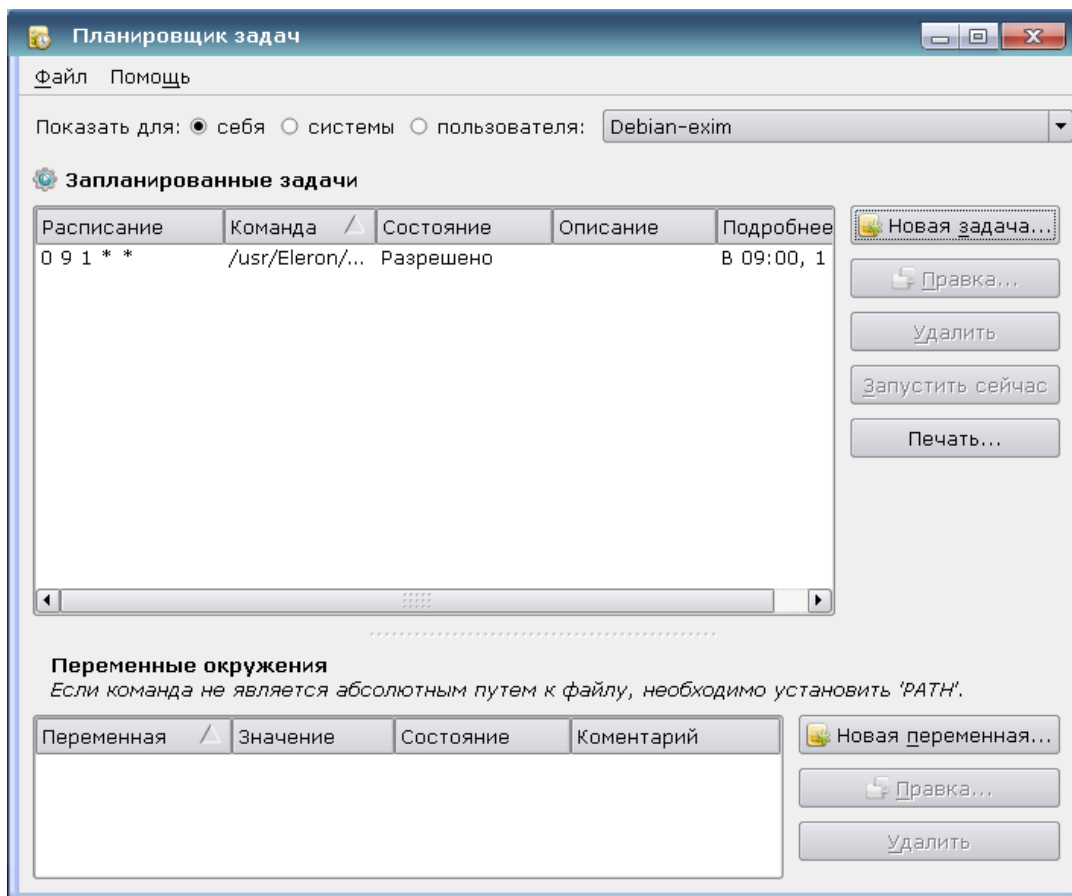 Планировщик задач
Файл Помощь
Показать для: себя системы пользователя: Debian-exim
Запланированные задачи
Расписание Команда Состояние Описание Подробнее
0 9 1 * * /usr/Eleron/... Разрешено В 09:00, 1
Новая задача...
Правка...
Удалить
Запустить сейчас
Печать...
Переменные окружения
Если команда не является абсолютным путем к файлу, необходимо установить 'PATH'.
Переменная Значение Состояние Коментарий
Новая переменная...
Правка...
Удалить